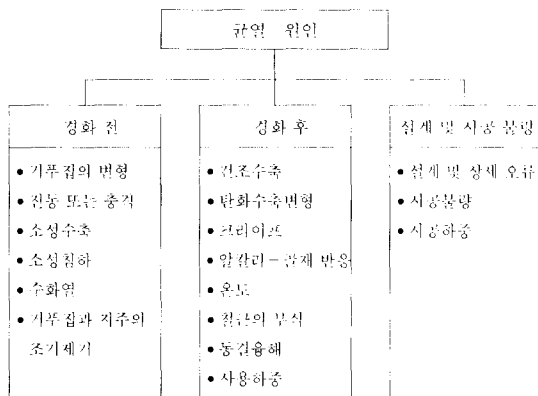 균열 원인
경화 전
• 거푸집의 변형
• 진동 또는 충격
• 소성수축
• 소성침하
• 수화열
• 거푸집과 지주의
조기제거
경화 후
• 건조수축
• 탄화수축변형
• 크리이프
• 알칼리-골재 반응
• 온도
• 철근의 부식
• 동결융해
• 사용하중
설계 및 시공 불량
• 설계 및 상세 오류
• 시공불량
• 시공하중